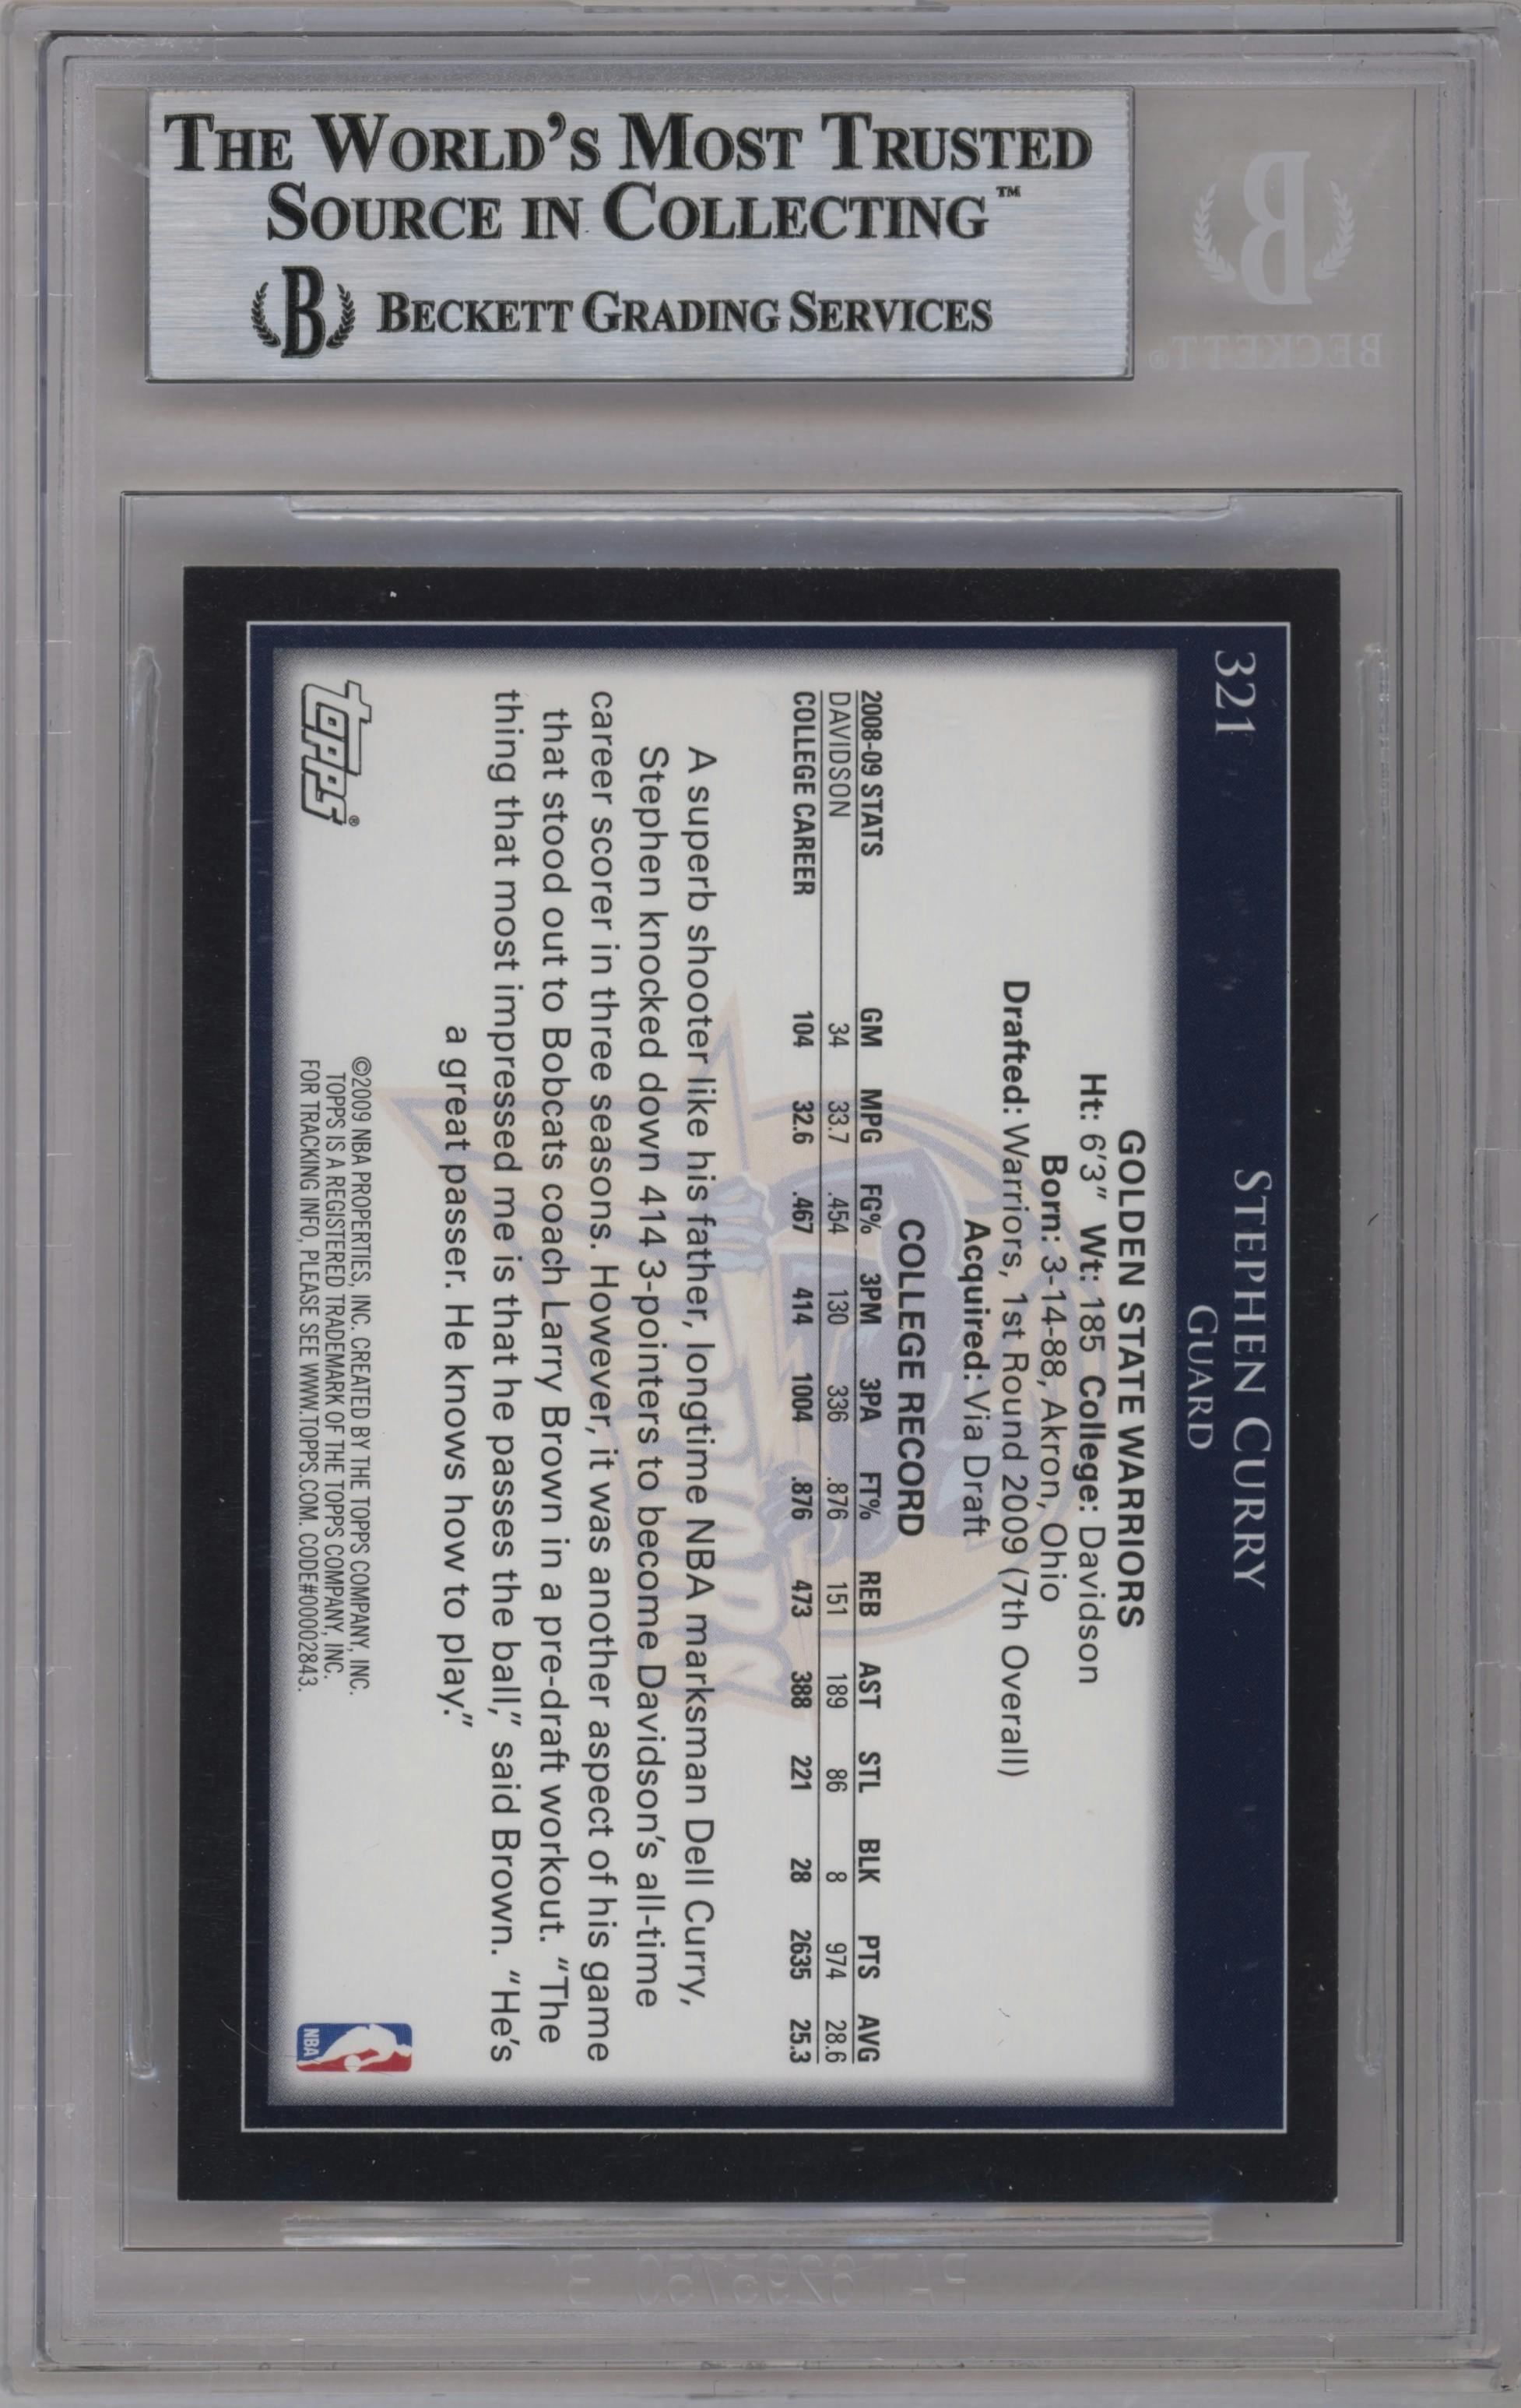 THE WORLD'S MOST TRUSTED
SOURCE IN COLLECTING™
B BECKETT GRADING SERVICES
B
BECKETT®
321
STEPHEN CURRY
GUARD
GOLDEN STATE WARRIORS
Ht: 6'3" Wt: 185 College: Davidson
Born: 3-14-88, Akron, Ohio
Drafted: Warriors, 1st Round 2009 (7th Overall)
Acquired: Via Draft
COLLEGE RECORD
2008-09 STATS GM MPG FG% 3PM 3PA FT% REB AST STL BLK PTS AVG
DAVIDSON 34 33.7 .454 130 336 .876 151 189 86 8 974 28.6
COLLEGE CAREER 104 32.6 .467 414 1004 .876 473 388 221 28 2635 25.3
A superb shooter like his father, longtime NBA marksman Dell Curry,
Stephen knocked down 414 3-pointers to become Davidson's all-time
career scorer in three seasons. However, it was another aspect of his game
that stood out to Bobcats coach Larry Brown in a pre-draft workout. "The
thing that most impressed me is that he passes the ball," said Brown. "He's
a great passer. He knows how to play."
WARRIORS
topps®
©2009 NBA PROPERTIES, INC. CREATED BY THE TOPPS COMPANY, INC.
TOPPS IS A REGISTERED TRADEMARK OF THE TOPPS COMPANY, INC.
FOR TRACKING INFO, PLEASE SEE WWW.TOPPS.COM. CODE#00002843.
NBA